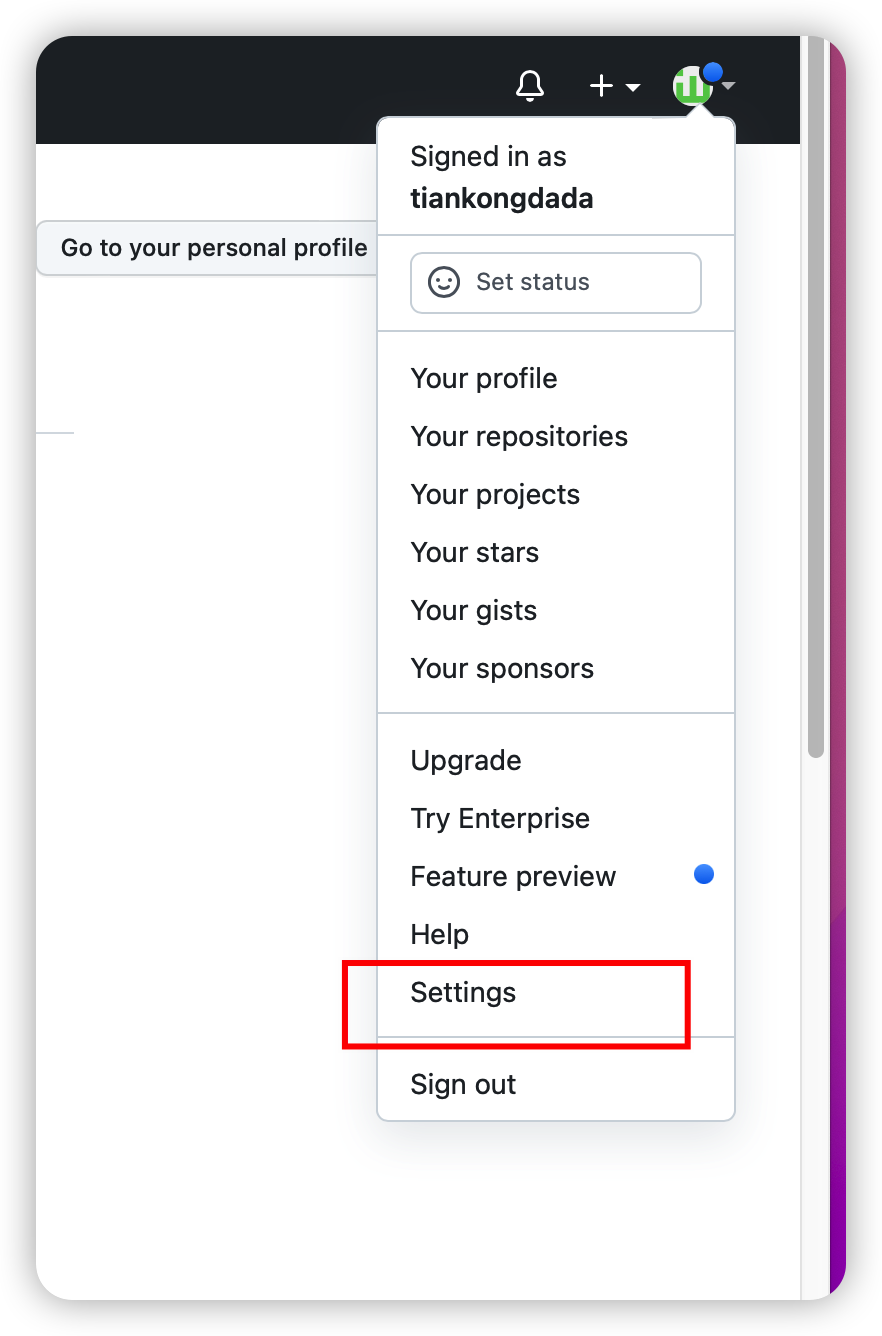 Signed in as
tiankongdada
Go to your personal profile
Set status
Your profile
Your repositories
Your projects
Your stars
Your gists
Your sponsors
Upgrade
Try Enterprise
Feature preview
Help
Settings
Sign out